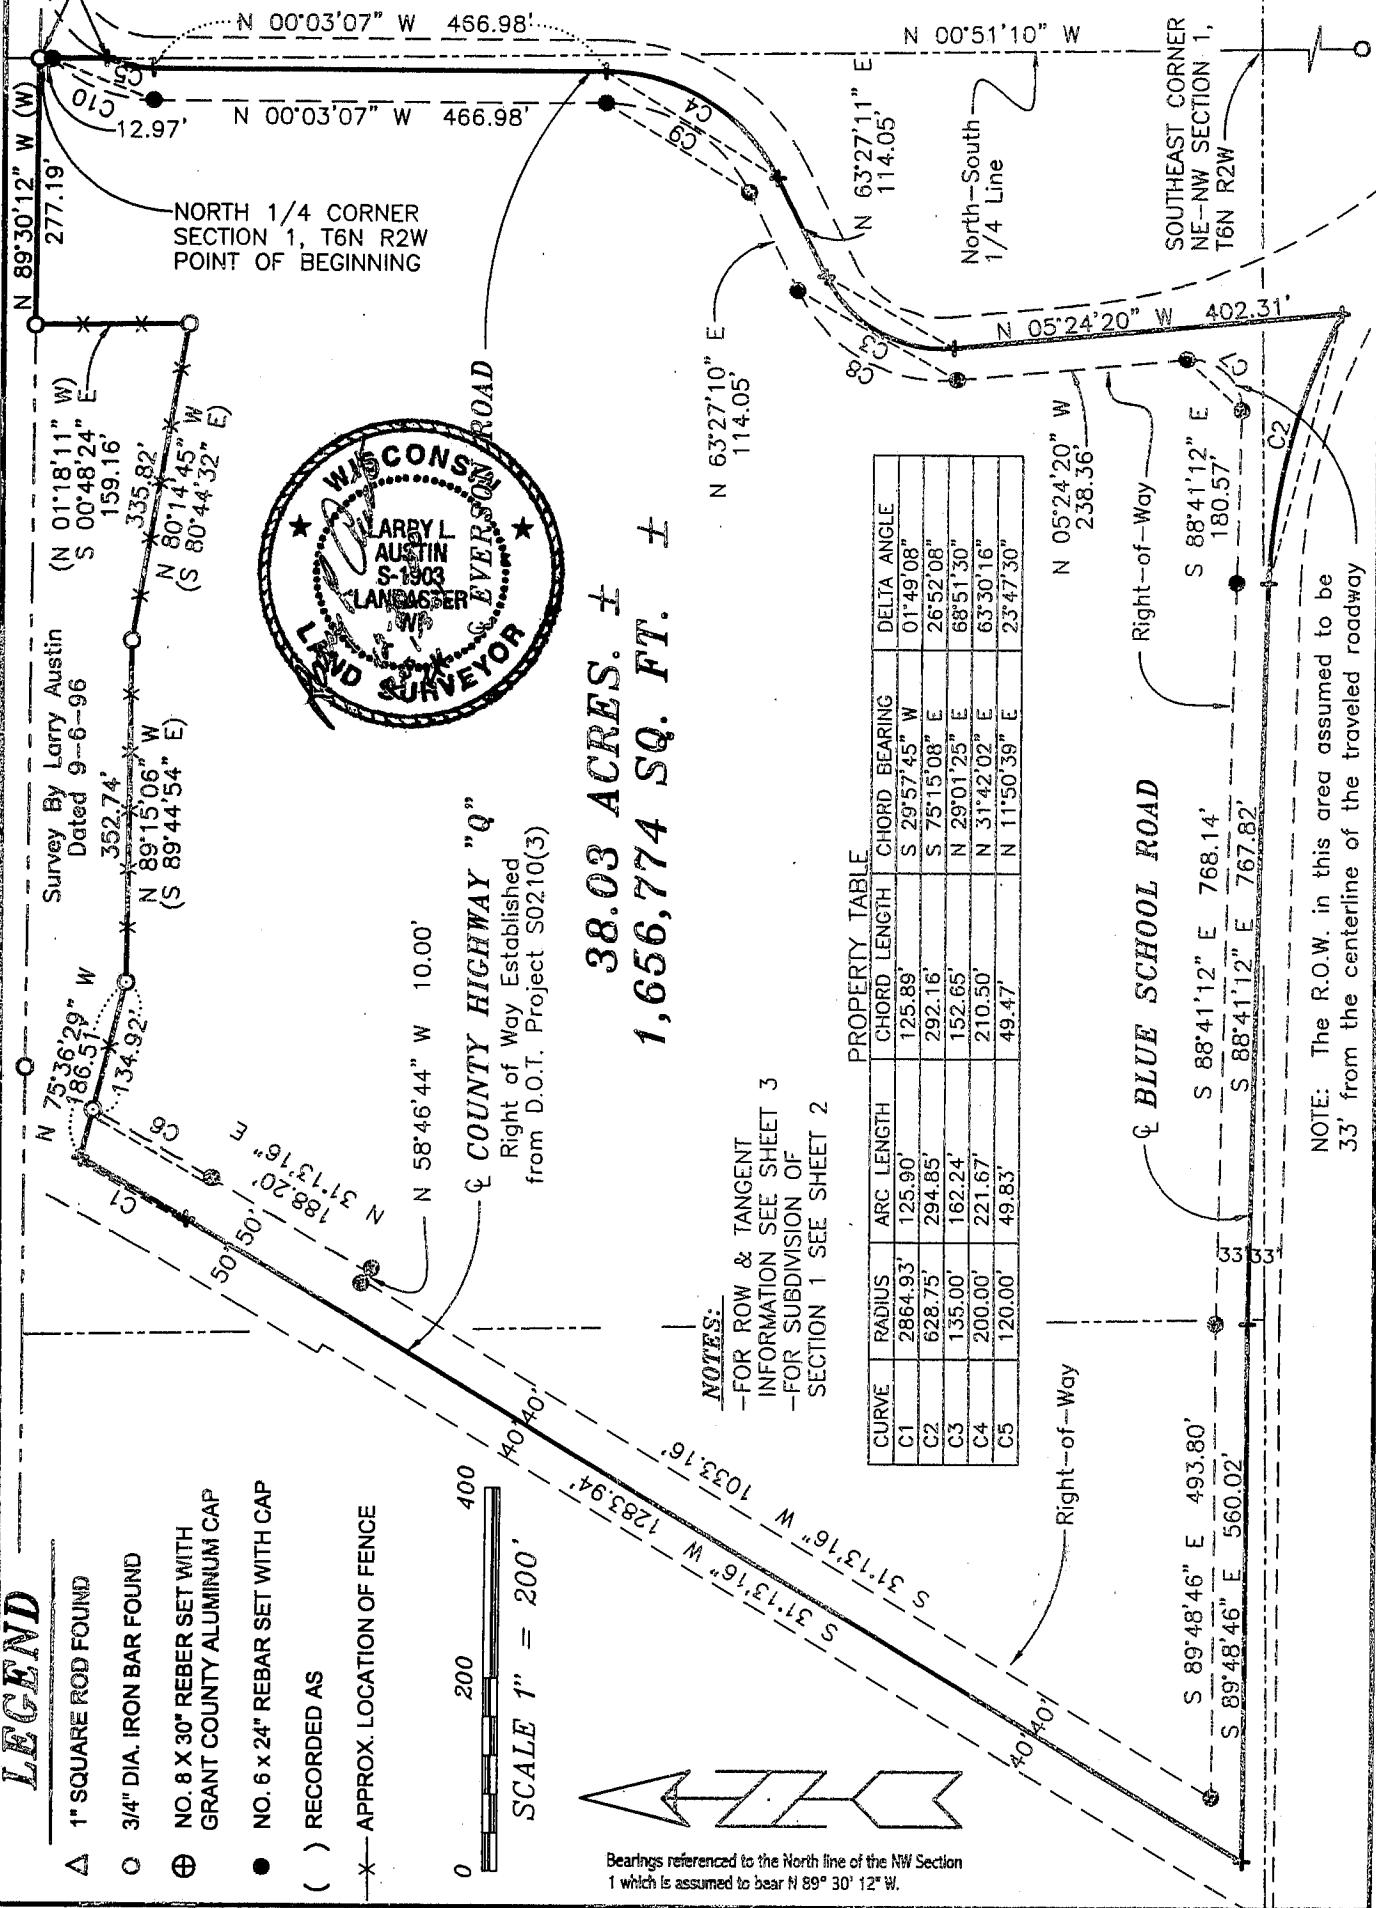 LEGEND
1" SQUARE ROD FOUND
3/4" DIA. IRON BAR FOUND
NO. 8 X 30" REBER SET WITH
GRANT COUNTY ALUMINUM CAP
NO. 6 x 24" REBAR SET WITH CAP
( ) RECORDED AS
APPROX. LOCATION OF FENCE
0 200 400
SCALE 1" = 200'
Bearings referenced to the North line of the NW Section
1 which is assumed to bear N 89° 30' 12" W.
N 75°36'29" W
186.51'
134.92'
C1
C6
188.20'
N 31°13'16" E
50' 50'
N 58°46'44" W 10.00'
℄ COUNTY HIGHWAY "Q"
Right of Way Established
from D.O.T. Project S0210(3)
Survey By Larry Austin
Dated 9-6-96
352.74'
N 89°15'06" W
(S 89°44'54" E)
(N 01°18'11" W)
S 00°48'24" E
159.16'
335.82'
N 80°14'45" W
(S 80°44'32" E)
N 89°30'12" W (W)
277.19'
C5
C10
12.97'
NORTH 1/4 CORNER
SECTION 1, T6N R2W
POINT OF BEGINNING
N 00°03'07" W 466.98'
N 00°03'07" W 466.98'
℄ EVERSON ROAD
WISCONSIN
LARRY L.
AUSTIN
S-1903
LANCASTER
WI
LAND SURVEYOR
38.03 ACRES. ±
1,656,774 SQ. FT. ±
C4
C9
N 63°27'11" E
114.05'
N 63°27'10" E
114.05'
N 00°51'10" W
North-South
1/4 Line
SOUTHEAST CORNER
NE-NW SECTION 1,
T6N R2W
C3
C8
N 05°24'20" W 402.31'
N 05°24'20" W
238.36'
Right-of-Way
C7
C2
S 88°41'12" E
180.57'
NOTES:
-FOR ROW & TANGENT
INFORMATION SEE SHEET 3
-FOR SUBDIVISION OF
SECTION 1 SEE SHEET 2
PROPERTY TABLE
CURVE RADIUS ARC LENGTH CHORD LENGTH CHORD BEARING DELTA ANGLE
C1 2864.93' 125.90' 125.89' S 29°57'45" W 01°49'08"
C2 628.75' 294.85' 292.16' S 75°15'08" E 26°52'08"
C3 135.00' 162.24' 152.65' N 29°01'25" E 68°51'30"
C4 200.00' 221.67' 210.50' N 31°42'02" E 63°30'16"
C5 120.00' 49.83' 49.47' N 11°50'39" E 23°47'30"
40' 40'
1283.94'
S 31°13'16" W
1033.16'
S 31°13'16" W
40' 40'
Right-of-Way
℄ BLUE SCHOOL ROAD
S 88°41'12" E 768.14'
S 88°41'12" E 767.82'
33' 33'
S 89°48'46" E 493.80'
S 89°48'46" E 560.02'
NOTE: The R.O.W. in this area assumed to be
33' from the centerline of the traveled roadway